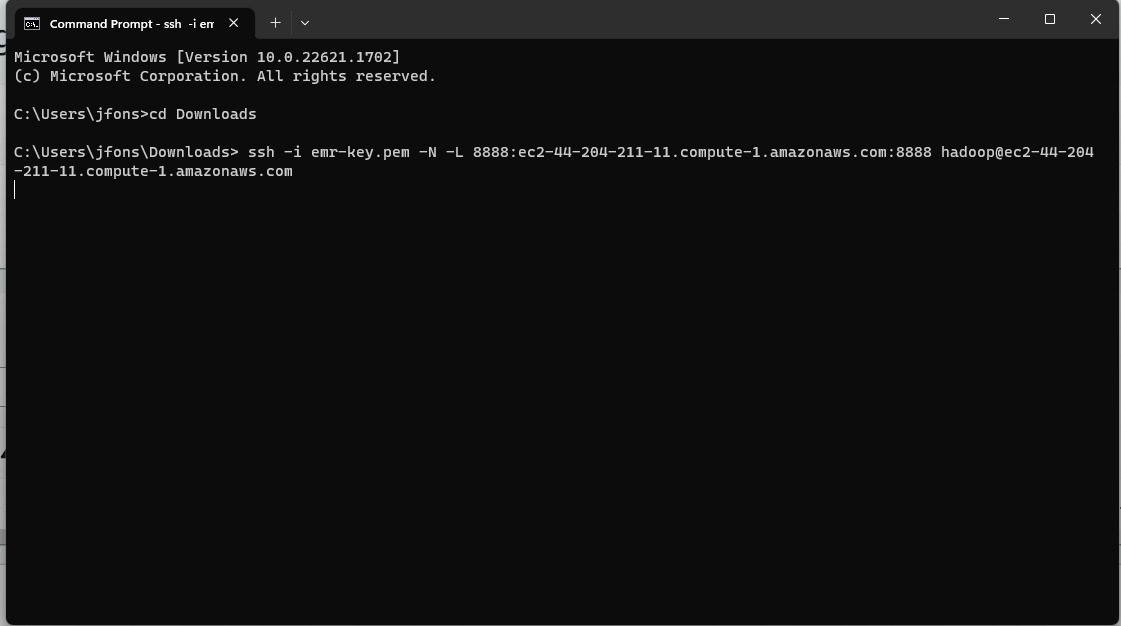 Command Prompt - ssh -i em
Microsoft Windows [Version 10.0.22621.1702]
(c) Microsoft Corporation. All rights reserved.
C:\Users\jfons>cd Downloads
C:\Users\jfons\Downloads> ssh -i emr-key.pem -N -L 8888:ec2-44-204-211-11.compute-1.amazonaws.com:8888 hadoop@ec2-44-204
-211-11.compute-1.amazonaws.com